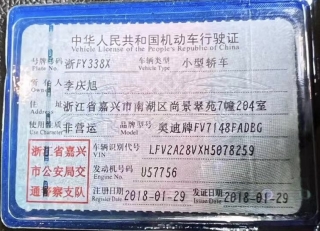 中华人民共和国机动车行驶证
Vehicle License of the People's Republic of China
号牌号码 浙FY338X 车辆类型 小型轿车
Plate No. Vehicle Type
所有人 李庆旭
Owner
住址 浙江省嘉兴市南湖区尚景翠苑7幢204室
Address
使用性质 非营运 品牌型号 奥迪牌FV7148FADBG
Use Character Model
浙江省嘉兴
市公安局交
通警察支队
车辆识别代号 LFV2A28VXH5078259
VIN
发动机号码 U57756
Engine No.
注册日期 2018-01-29 发证日期 2018-01-29
Register Date Issue Date